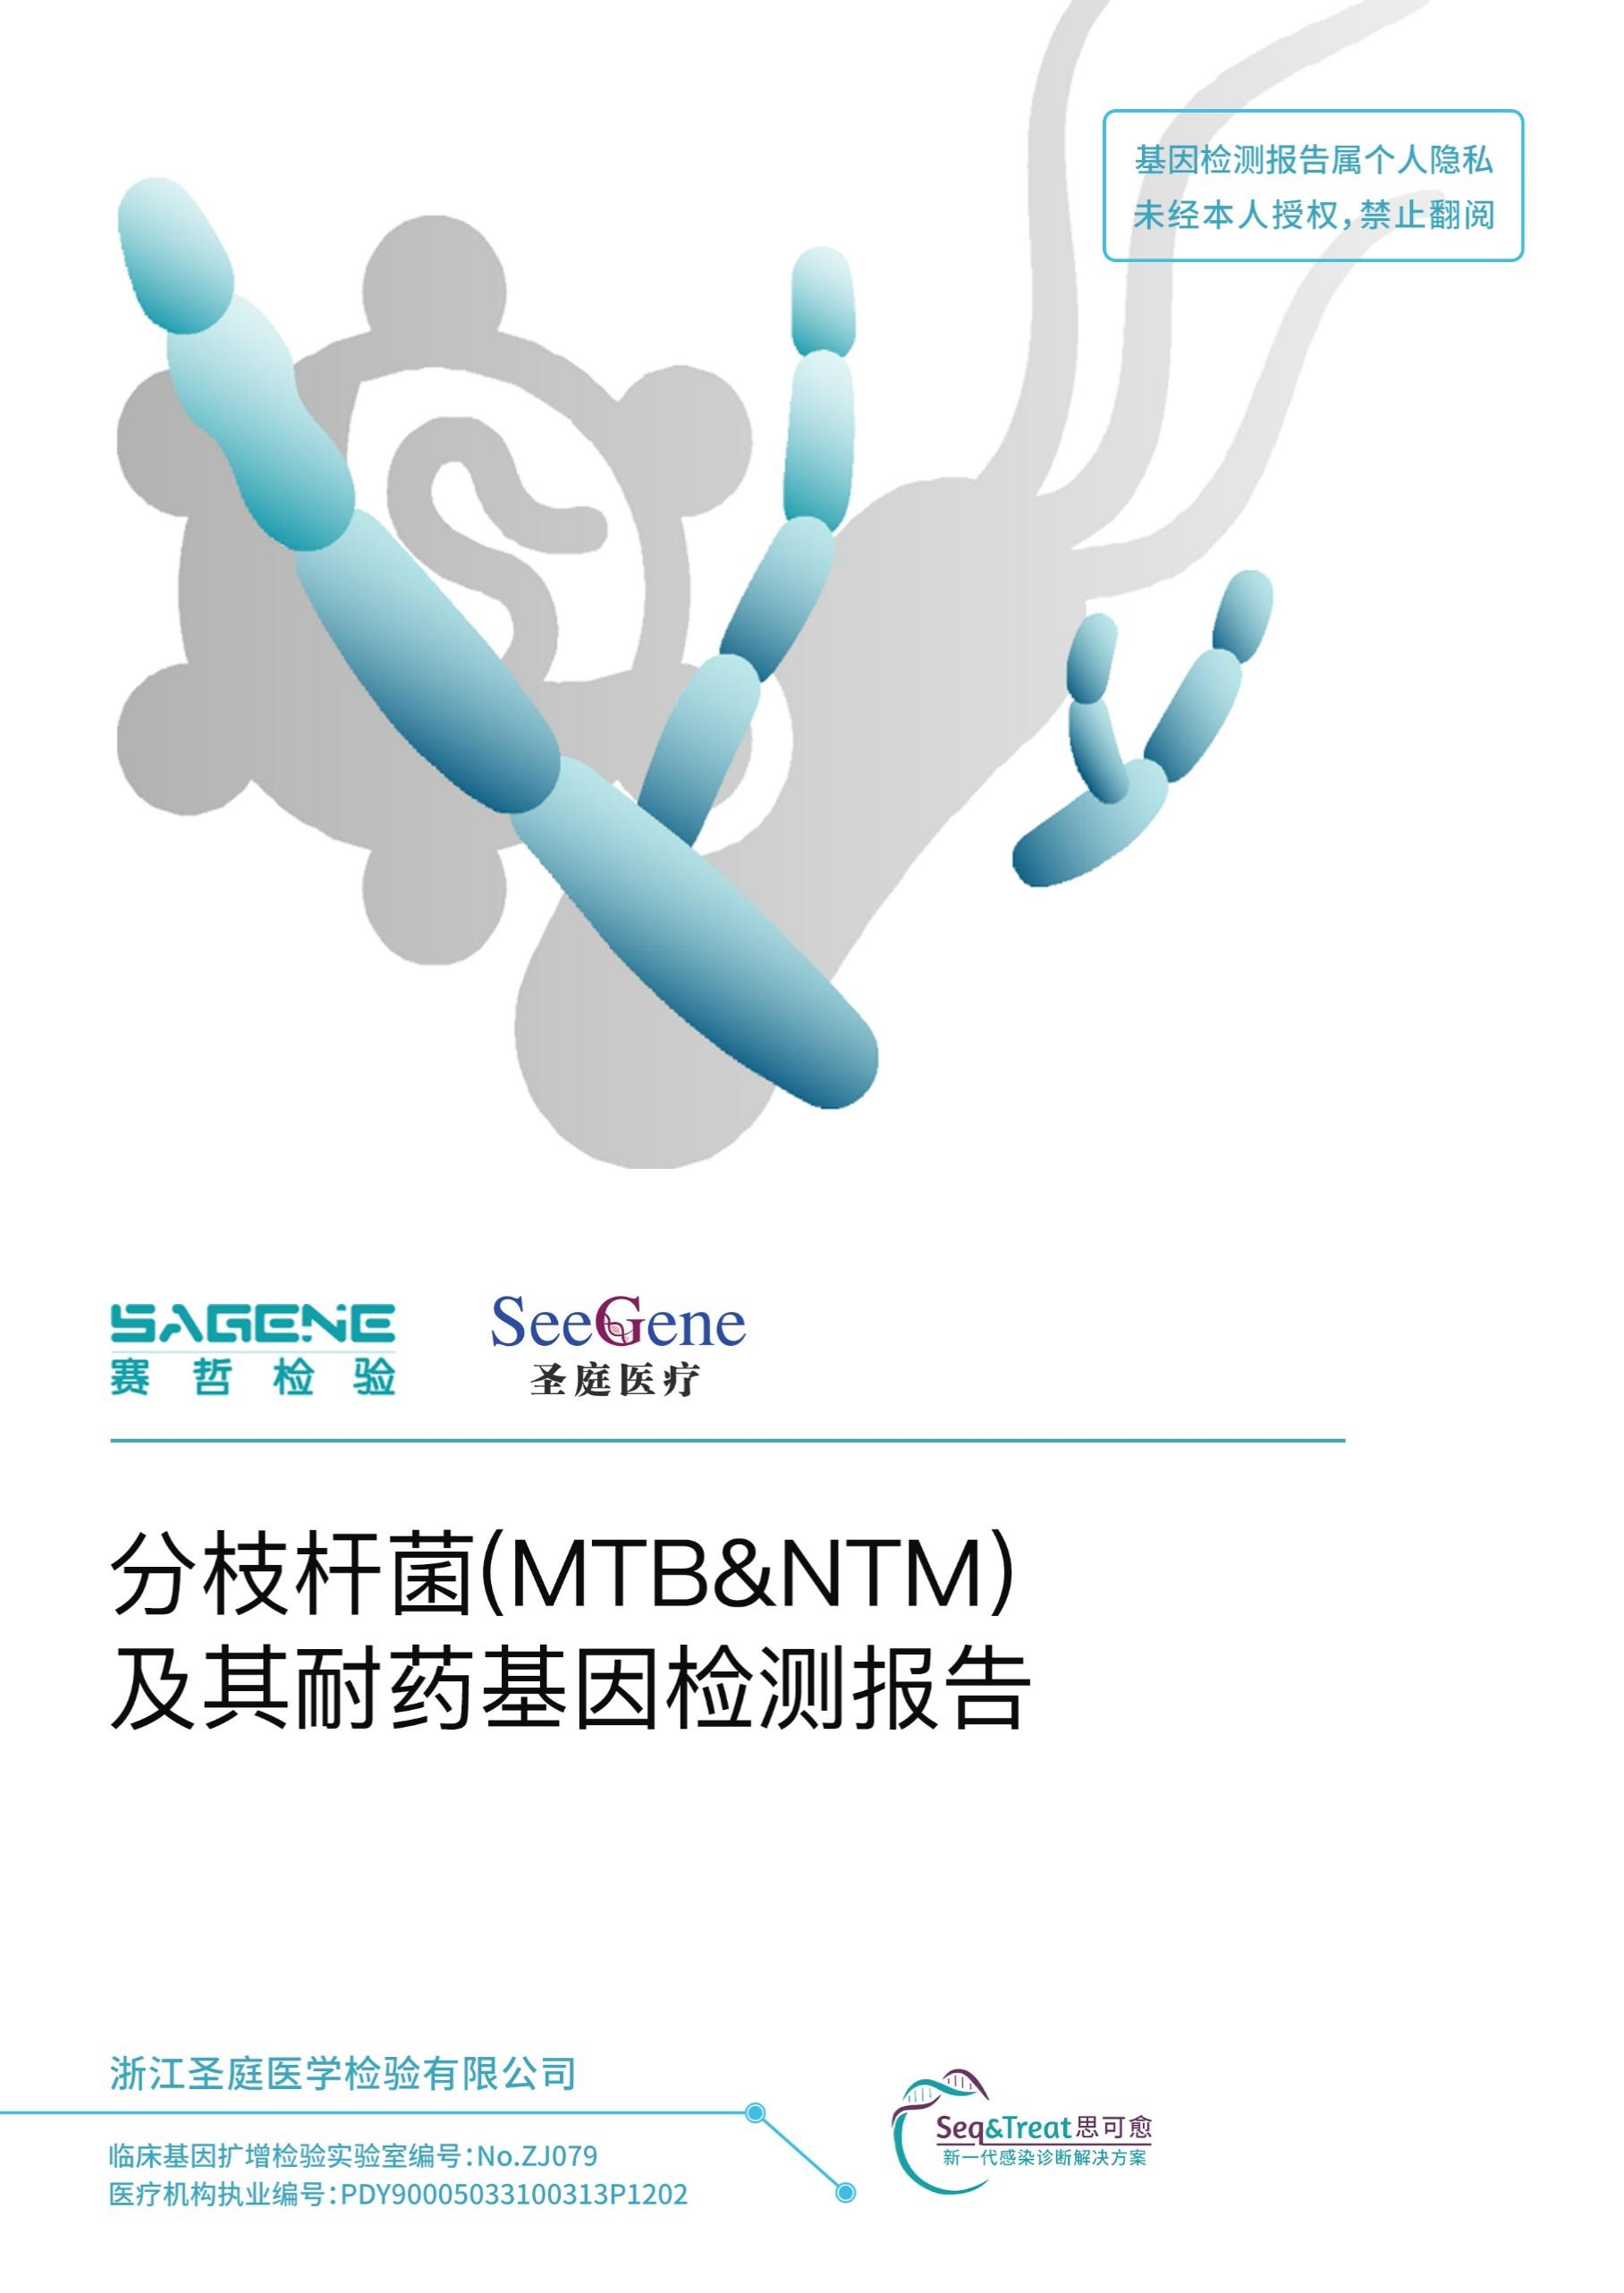 基因检测报告属个人隐私
未经本人授权，禁止翻阅
SAGENE
赛哲检验
SeeGene
圣庭医疗
分枝杆菌(MTB&NTM)
及其耐药基因检测报告
浙江圣庭医学检验有限公司
临床基因扩增检验实验室编号：No.ZJ079
医疗机构执业编号：PDY90005033100313P1202
Seq&Treat思可愈
新一代感染诊断解决方案